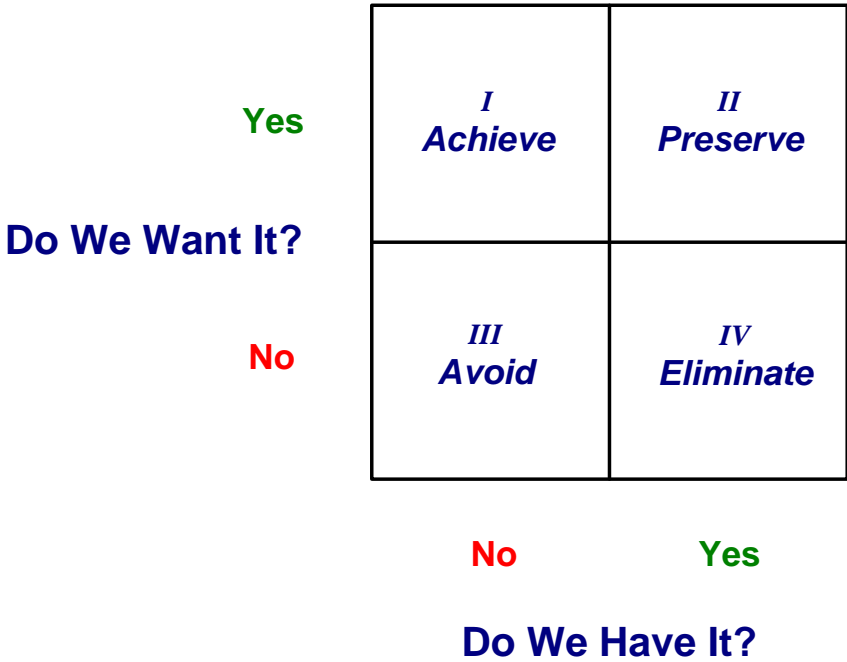 Yes
I
Achieve
II
Preserve
Do We Want It?
No
III
Avoid
IV
Eliminate
No
Yes
Do We Have It?